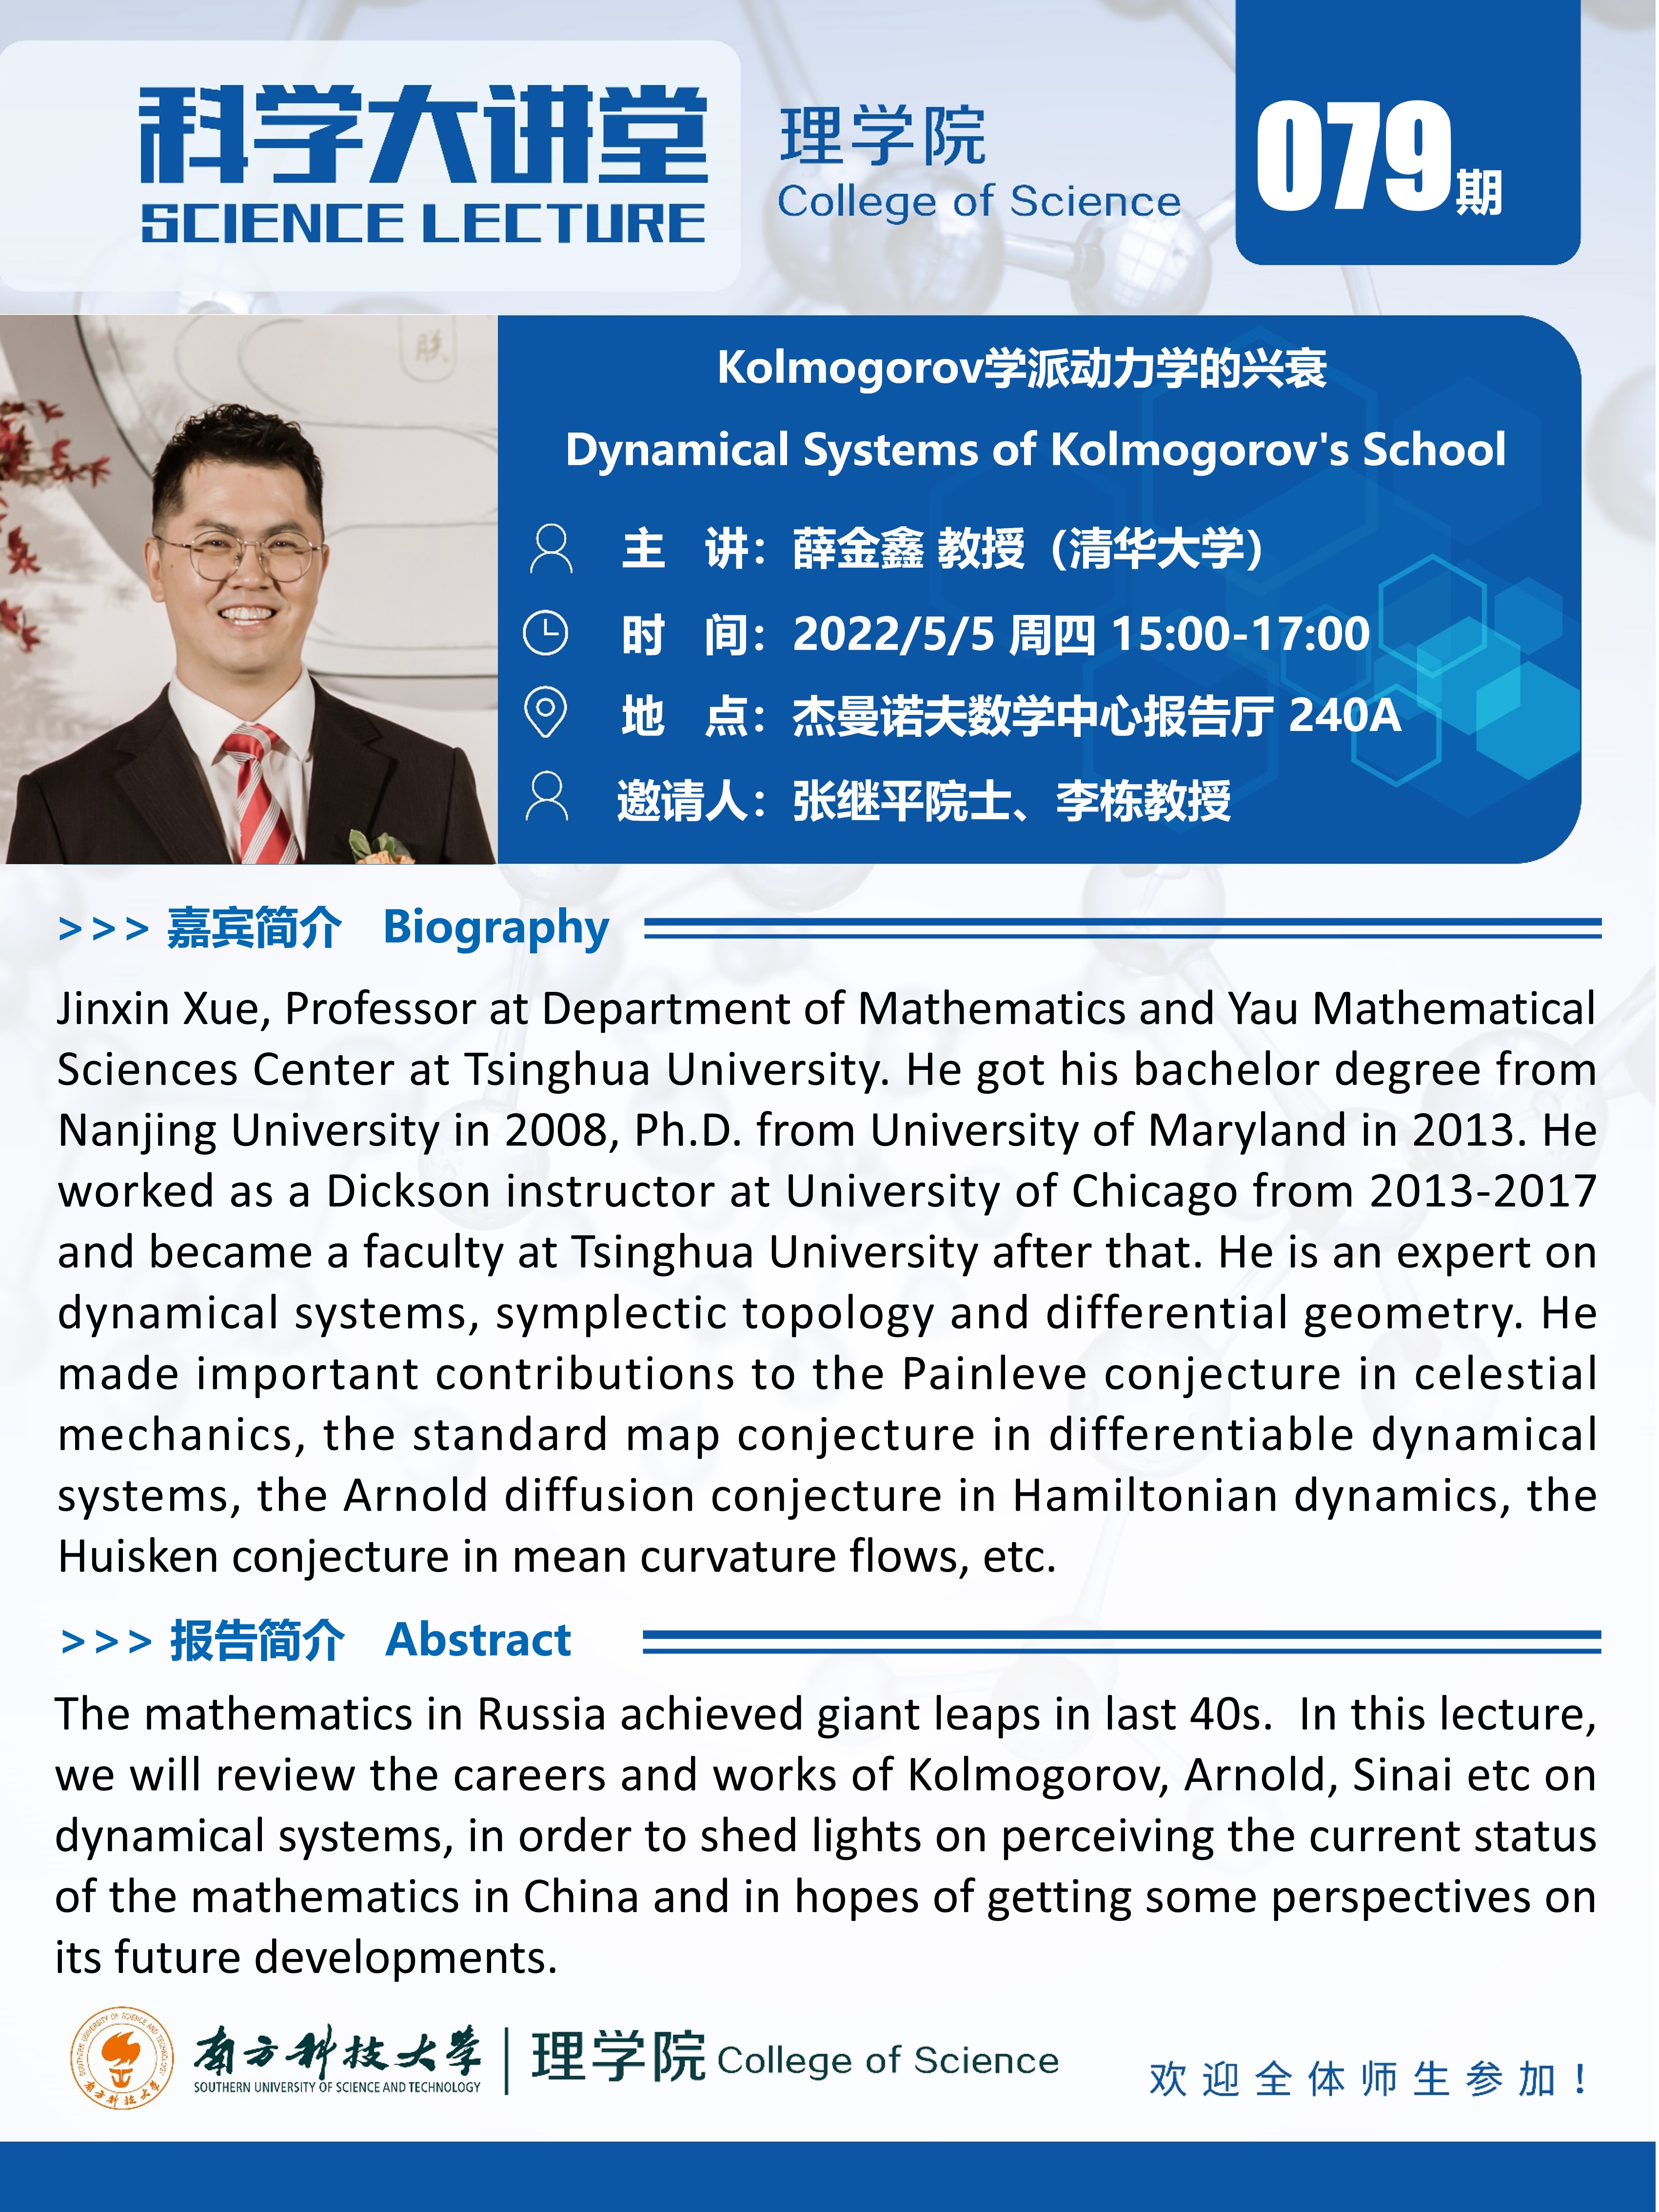 科学大讲堂
SCIENCE LECTURE
理学院
College of Science
079期
Kolmogorov学派动力学的兴衰
Dynamical Systems of Kolmogorov's School
主 讲：薛金鑫 教授（清华大学）
时 间：2022/5/5 周四 15:00-17:00
地 点：杰曼诺夫数学中心报告厅 240A
邀请人：张继平院士、李栋教授
>>> 嘉宾简介 Biography
Jinxin Xue, Professor at Department of Mathematics and Yau Mathematical
Sciences Center at Tsinghua University. He got his bachelor degree from
Nanjing University in 2008, Ph.D. from University of Maryland in 2013. He
worked as a Dickson instructor at University of Chicago from 2013-2017
and became a faculty at Tsinghua University after that. He is an expert on
dynamical systems, symplectic topology and differential geometry. He
made important contributions to the Painleve conjecture in celestial
mechanics, the standard map conjecture in differentiable dynamical
systems, the Arnold diffusion conjecture in Hamiltonian dynamics, the
Huisken conjecture in mean curvature flows, etc.
>>> 报告简介 Abstract
The mathematics in Russia achieved giant leaps in last 40s. In this lecture,
we will review the careers and works of Kolmogorov, Arnold, Sinai etc on
dynamical systems, in order to shed lights on perceiving the current status
of the mathematics in China and in hopes of getting some perspectives on
its future developments.
SOUTHERN UNIVERSITY OF SCIENCE AND TECHNOLOGY
南方科技大学
南方科技大学
SOUTHERN UNIVERSITY OF SCIENCE AND TECHNOLOGY
理学院 College of Science
欢迎全体师生参加！